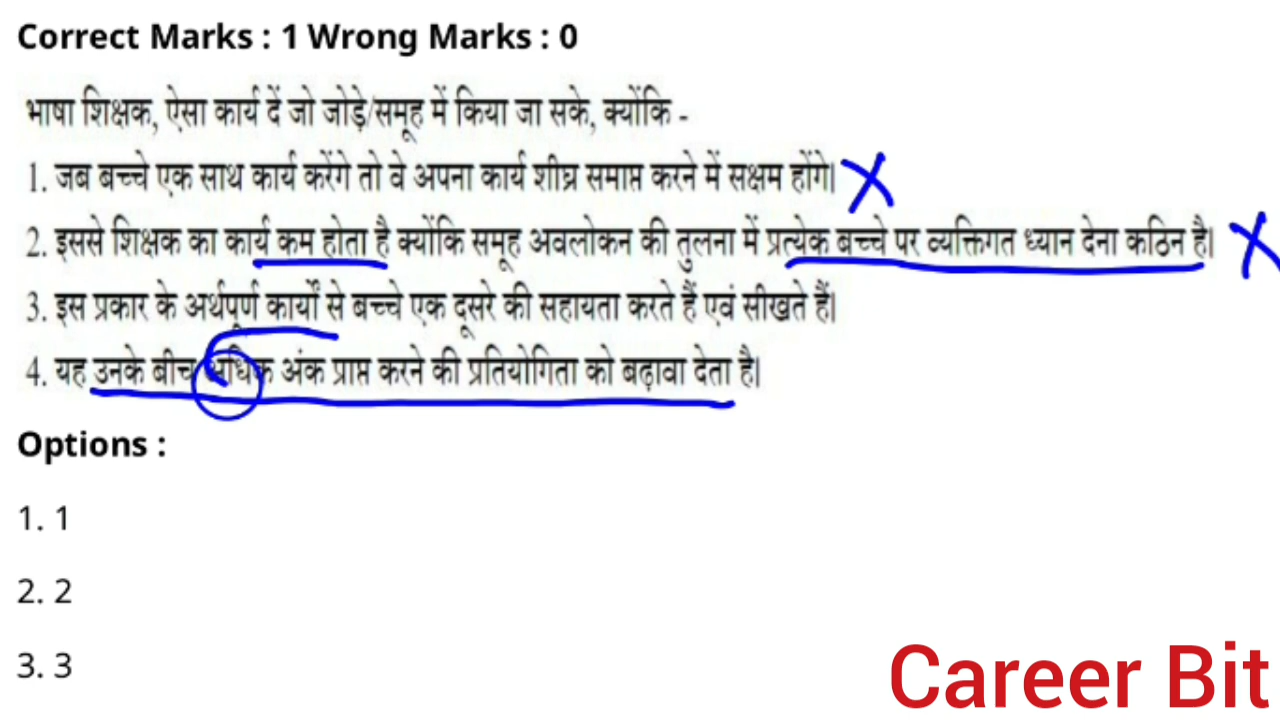 Correct Marks : 1 Wrong Marks : 0
भाषा शिक्षक, ऐसा कार्य दें जो जोड़े/समूह में किया जा सके, क्योंकि -
1. जब बच्चे एक साथ कार्य करेंगे तो वे अपना कार्य शीघ्र समाप्त करने में सक्षम होंगे।
2. इससे शिक्षक का कार्य कम होता है क्योंकि समूह अवलोकन की तुलना में प्रत्येक बच्चे पर व्यक्तिगत ध्यान देना कठिन है।
3. इस प्रकार के अर्थपूर्ण कार्यों से बच्चे एक दूसरे की सहायता करते हैं एवं सीखते हैं।
4. यह उनके बीच अधिक अंक प्राप्त करने की प्रतियोगिता को बढ़ावा देता है।
Options :
1. 1
2. 2
3. 3
Career Bit